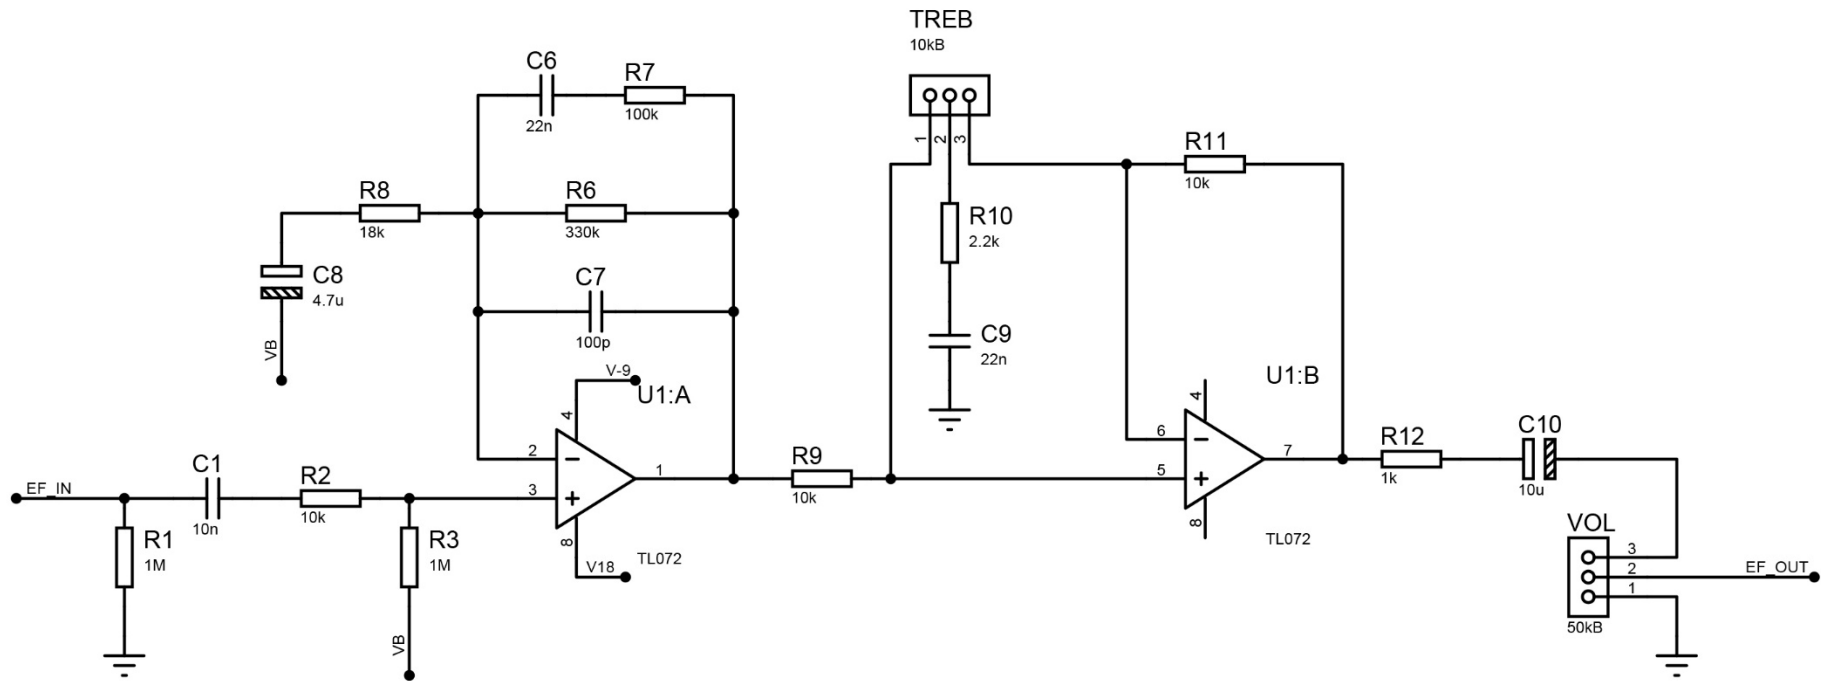 TREB
10kB
1
2
3
C6
22n
R7
100k
R11
10k
R8
18k
R6
330k
R10
2.2k
C8
4.7u
VB
C7
100p
C9
22n
V-9
U1:A
4
2
3
1
8
V18
TL072
U1:B
4
6
5
7
8
TL072
EF_IN
C1
10n
R2
10k
R1
1M
R3
1M
VB
R9
10k
R12
1k
C10
10u
VOL
3
2
1
50kB
EF_OUT